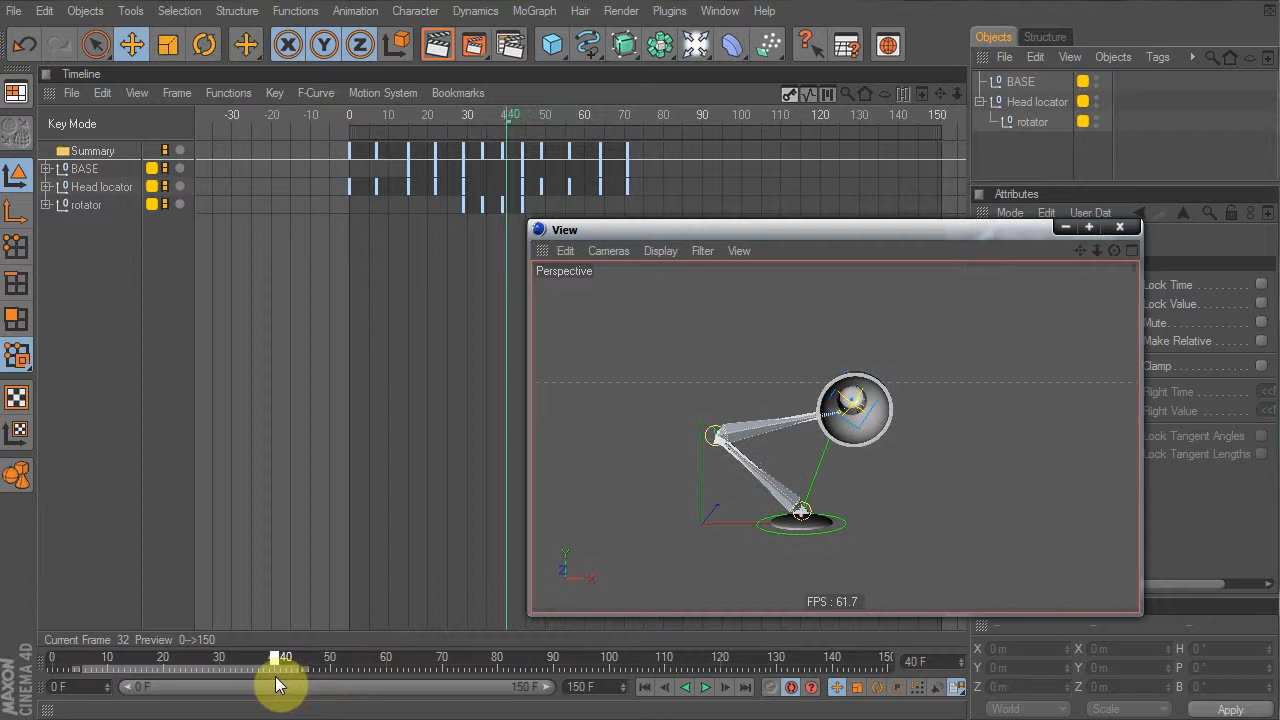 File Edit Objects Tools Selection Structure Functions Animation Character Dynamics MoGraph Hair Render Plugins Window Help
Objects Structure
File Edit View Objects Tags
BASE
Head locator
rotator
Timeline
File Edit View Frame Functions Key F-Curve Motion System Bookmarks
Key Mode
-30 -20 -10 0 10 20 30 40 50 60 70 80 90 100 110 120 130 140 150
Summary
BASE
Head locator
rotator
Attributes
Mode Edit User Dat
Lock Time
Lock Value
Mute
Make Relative
Clamp
Right Time
Right Value
Lock Tangent Angles
Lock Tangent Lengths
View
Edit Cameras Display Filter View
Perspective
Y
Z X
FPS : 61.7
Current Frame 32 Preview 0-->150
0 10 20 30 40 50 60 70 80 90 100 110 120 130 140 150 40 F
0 F 0 F 150 F 150 F
-- -- --
X 0 m X 0 m H 0 °
Y 0 m Y 0 m P 0 °
Z 0 m Z 0 m B 0 °
World Scale Apply
MAXON
CINEMA 4D